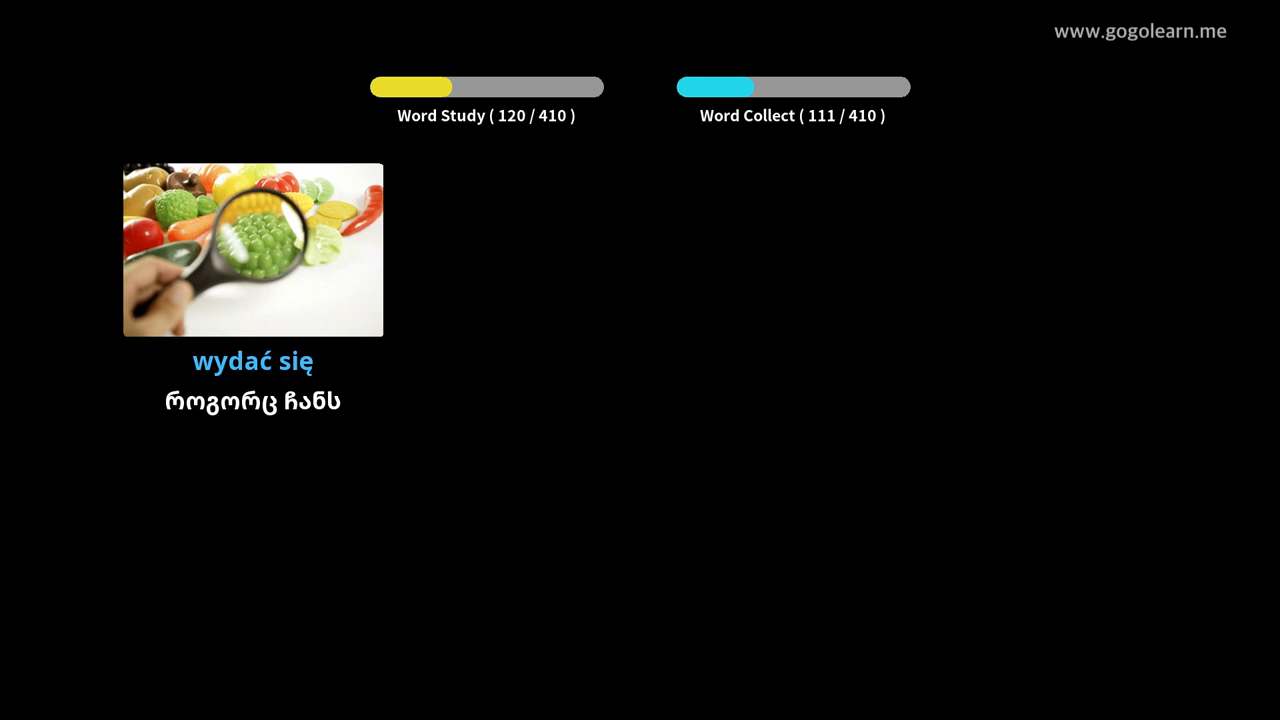 www.gogolearn.me
Word Study ( 120 / 410 )
Word Collect ( 111 / 410 )
wydać się
როგორც ჩანს